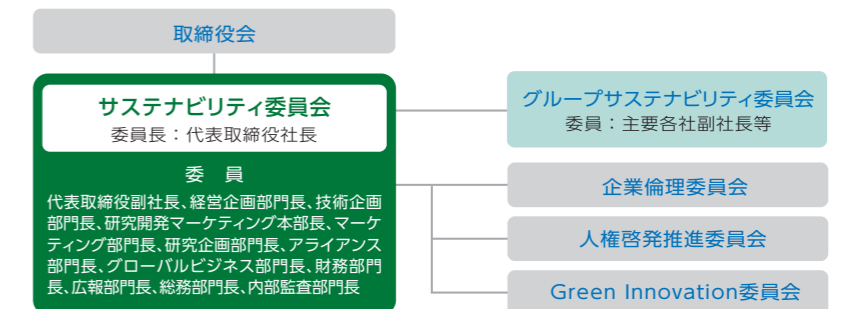 取締役会
サステナビリティ委員会
委員長：代表取締役社長
委 員
代表取締役副社長、経営企画部門長、技術企画
部門長、研究開発マーケティング本部長、マーケ
ティング部門長、研究企画部門長、アライアンス
部門長、グローバルビジネス部門長、財務部門
長、広報部門長、総務部門長、内部監査部門長
グループサステナビリティ委員会
委員：主要各社副社長等
企業倫理委員会
人権啓発推進委員会
Green Innovation委員会